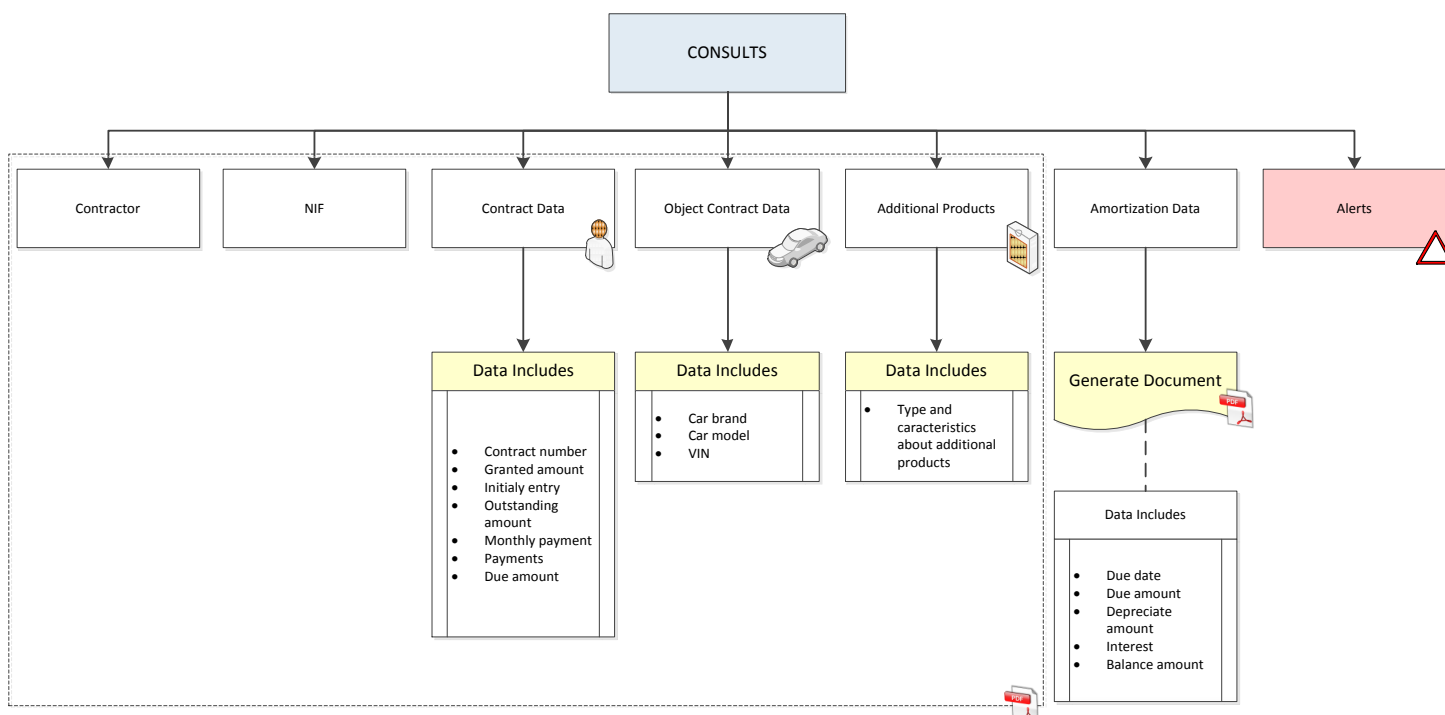 CONSULTS
Contractor
NIF
Contract Data
Object Contract Data
Additional Products
Amortization Data
Alerts
Data Includes
• Contract number
• Granted amount
• Initialy entry
• Outstanding
amount
• Monthly payment
• Payments
• Due amount
Data Includes
• Car brand
• Car model
• VIN
Data Includes
• Type and
caracteristics
about additional
products
Generate Document
PDF
Data Includes
• Due date
• Due amount
• Depreciate
amount
• Interest
• Balance amount
PDF